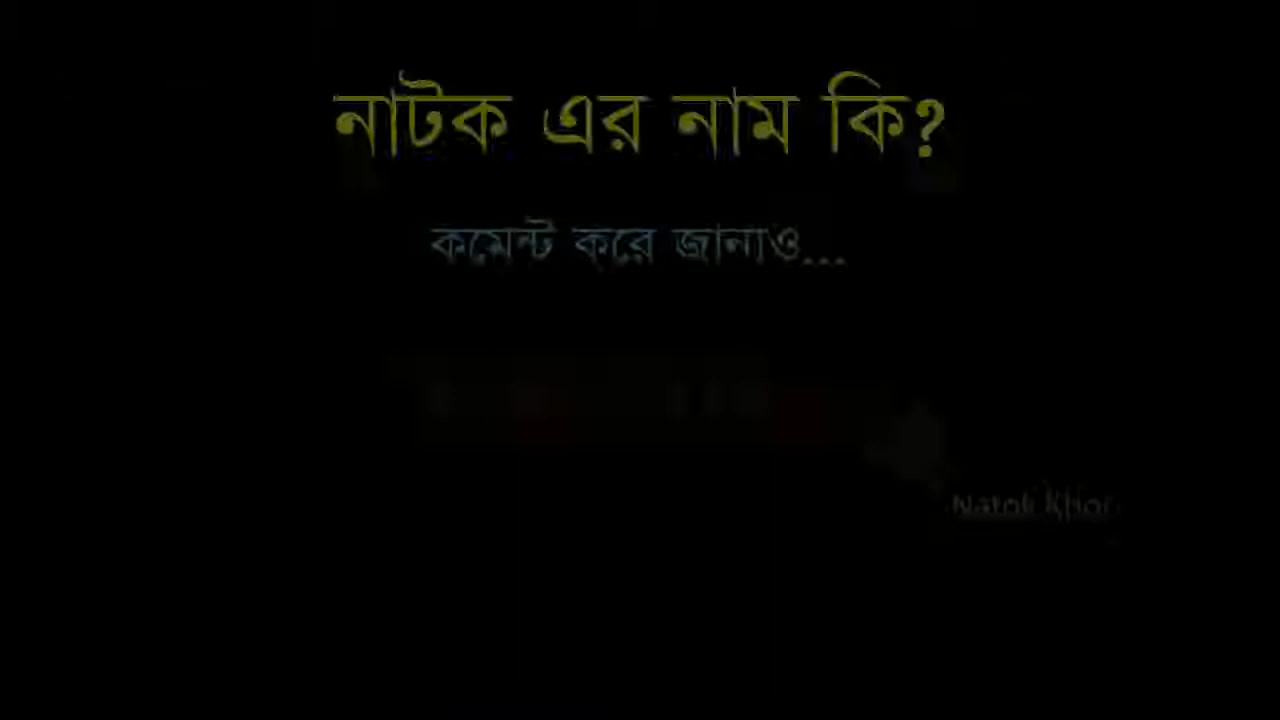 নাটক এর নাম কি?
কমেন্ট করে জানাও...
Natok Khor